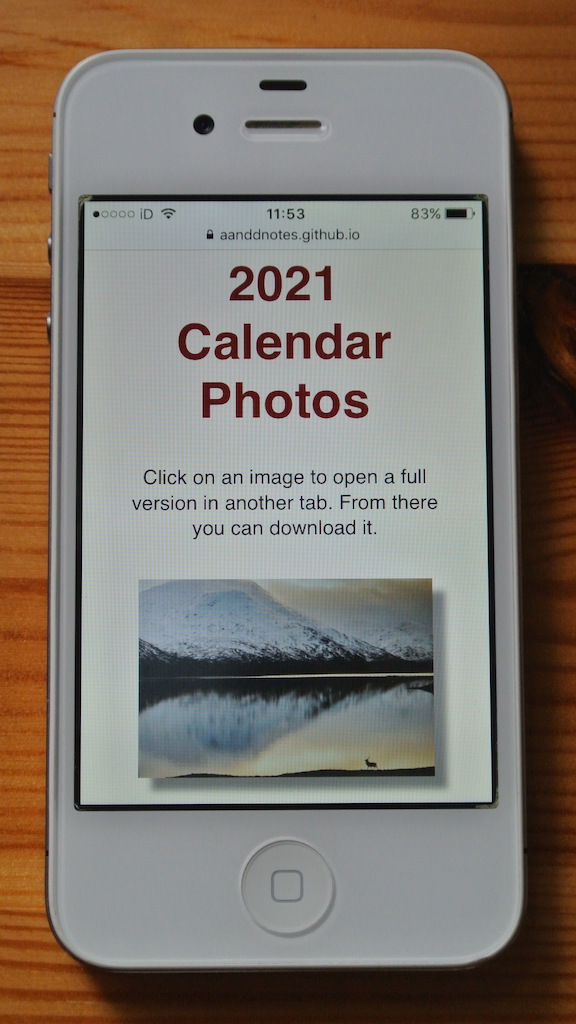 iD 11:53 83%
aanddnotes.github.io
2021
Calendar
Photos
Click on an image to open a full
version in another tab. From there
you can download it.